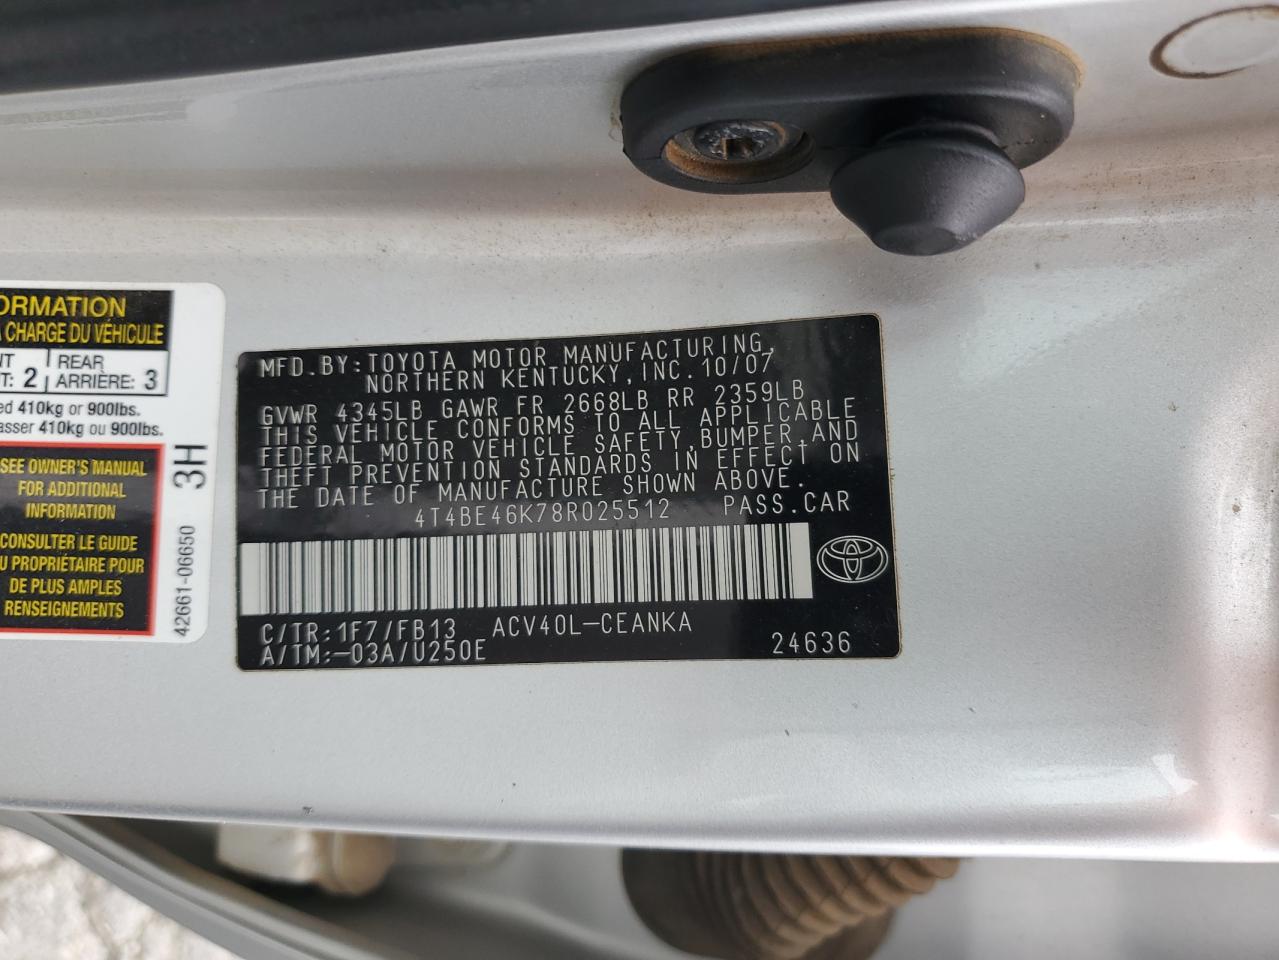 ORMATION
A CHARGE DU VÉHICULE
NT
REAR
T: 2
ARRIÈRE: 3
ed 410kg or 900lbs.
asser 410kg ou 900lbs.
SEE OWNER'S MANUAL
FOR ADDITIONAL
INFORMATION
CONSULTER LE GUIDE
U PROPRIÉTAIRE POUR
DE PLUS AMPLES
RENSEIGNEMENTS
3H
42661-06650
MFD. BY: TOYOTA MOTOR MANUFACTURING,
NORTHERN KENTUCKY, INC. 10/07
GVWR 4345LB GAWR FR 2668LB RR 2359LB
THIS VEHICLE CONFORMS TO ALL APPLICABLE
FEDERAL MOTOR VEHICLE SAFETY, BUMPER, AND
THEFT PREVENTION STANDARDS IN EFFECT ON
THE DATE OF MANUFACTURE SHOWN ABOVE.
4T4BE46K78R025512 PASS. CAR
C/TR: 1F7/FB13 ACV40L-CEANKA
A/TM: -03A/U250E 24636